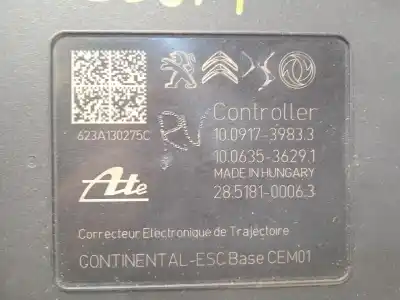 Controller
623A130275C
RV
10.0917-3983.3
10.0635-3629.1
MADE IN HUNGARY
28.5181-0006.3
Ate
Correcteur Electronique de Trajectoire
CONTINENTAL-ESC Base CEM01